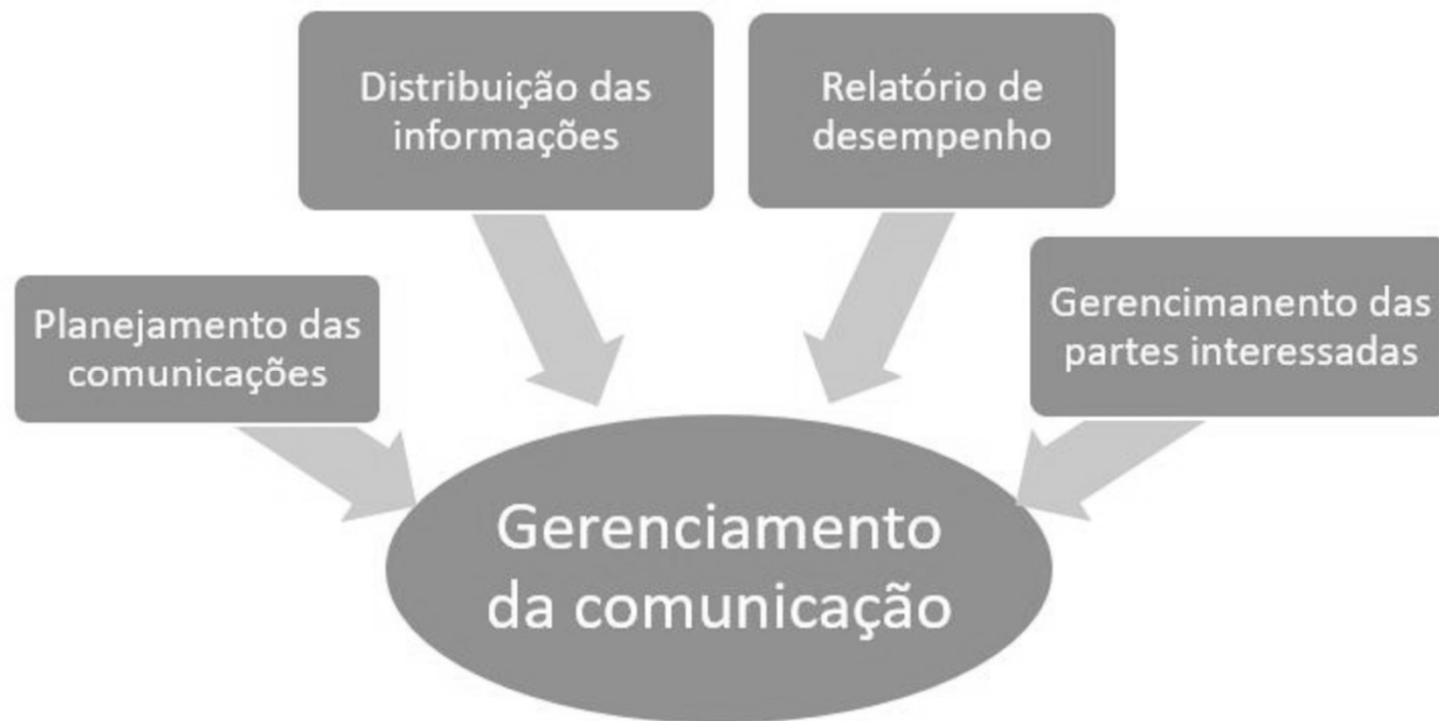 Distribuição das
informações
Relatório de
desempenho
Planejamento das
comunicações
Gerencimanento das
partes interessadas
Gerenciamento
da comunicação